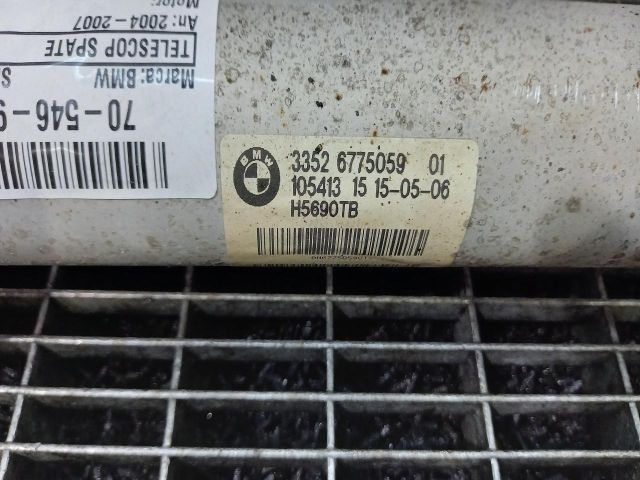 Motor:
An: 2004-2007
TELESCOP SPATE
Marca: BMW
70-546-
BMW
3352 6775059 01
105413 15 15-05-06
H5690TB